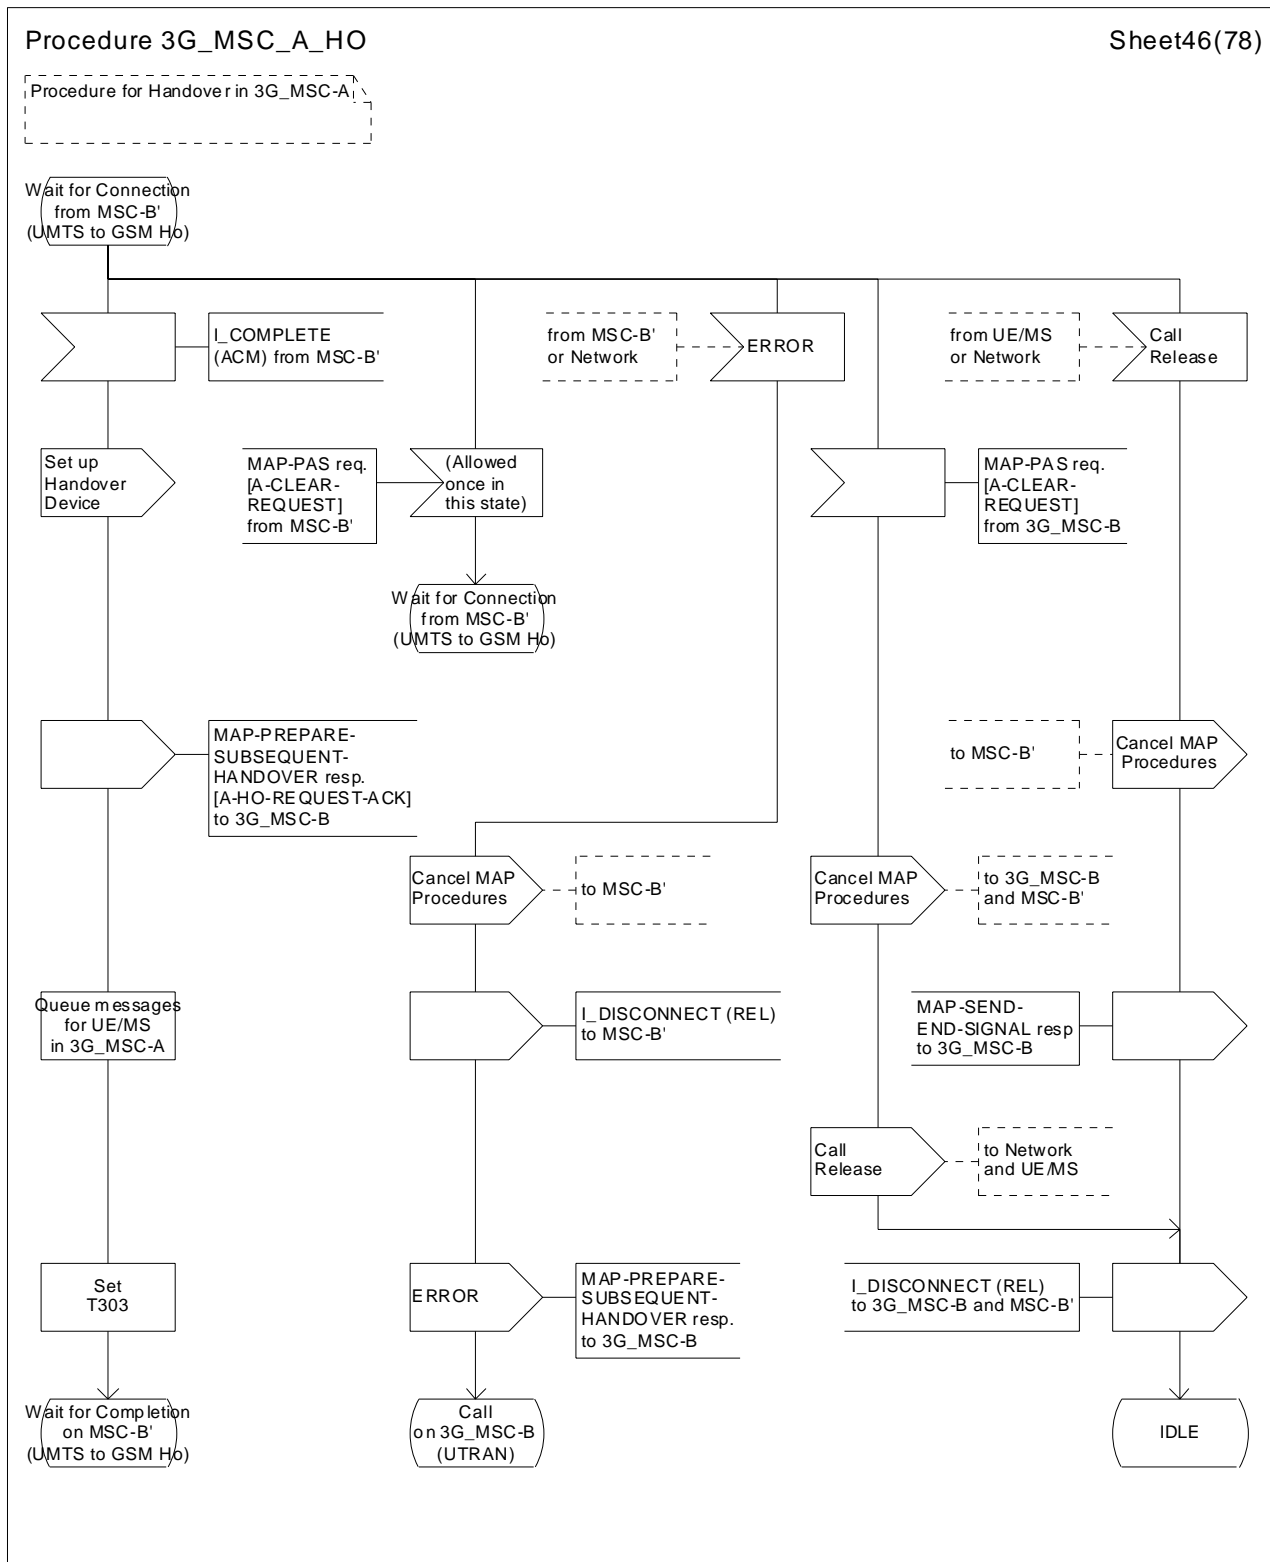 Procedure 3G_MSC_A_HO
Sheet46(78)
Procedure for Handover in 3G_MSC-A
Wait for Connection
from MSC-B'
(UMTS to GSM Ho)
I_COMPLETE
(ACM) from MSC-B'
from MSC-B'
or Network
ERROR
from UE/MS
or Network
Call
Release
Set up
Handover
Device
MAP-PAS req.
[A-CLEAR-
REQUEST]
from MSC-B'
(Allowed
once in
this state)
MAP-PAS req.
[A-CLEAR-
REQUEST]
from 3G_MSC-B
Wait for Connection
from MSC-B'
(UMTS to GSM Ho)
MAP-PREPARE-
SUBSEQUENT-
HANDOVER resp.
[A-HO-REQUEST-ACK]
to 3G_MSC-B
to MSC-B'
Cancel MAP
Procedures
Cancel MAP
Procedures
to MSC-B'
Cancel MAP
Procedures
to 3G_MSC-B
and MSC-B'
Queue messages
for UE/MS
in 3G_MSC-A
I_DISCONNECT (REL)
to MSC-B'
MAP-SEND-
END-SIGNAL resp
to 3G_MSC-B
Call
Release
to Network
and UE/MS
Set
T303
ERROR
MAP-PREPARE-
SUBSEQUENT-
HANDOVER resp.
to 3G_MSC-B
I_DISCONNECT (REL)
to 3G_MSC-B and MSC-B'
Wait for Completion
on MSC-B'
(UMTS to GSM Ho)
Call
on 3G_MSC-B
(UTRAN)
IDLE